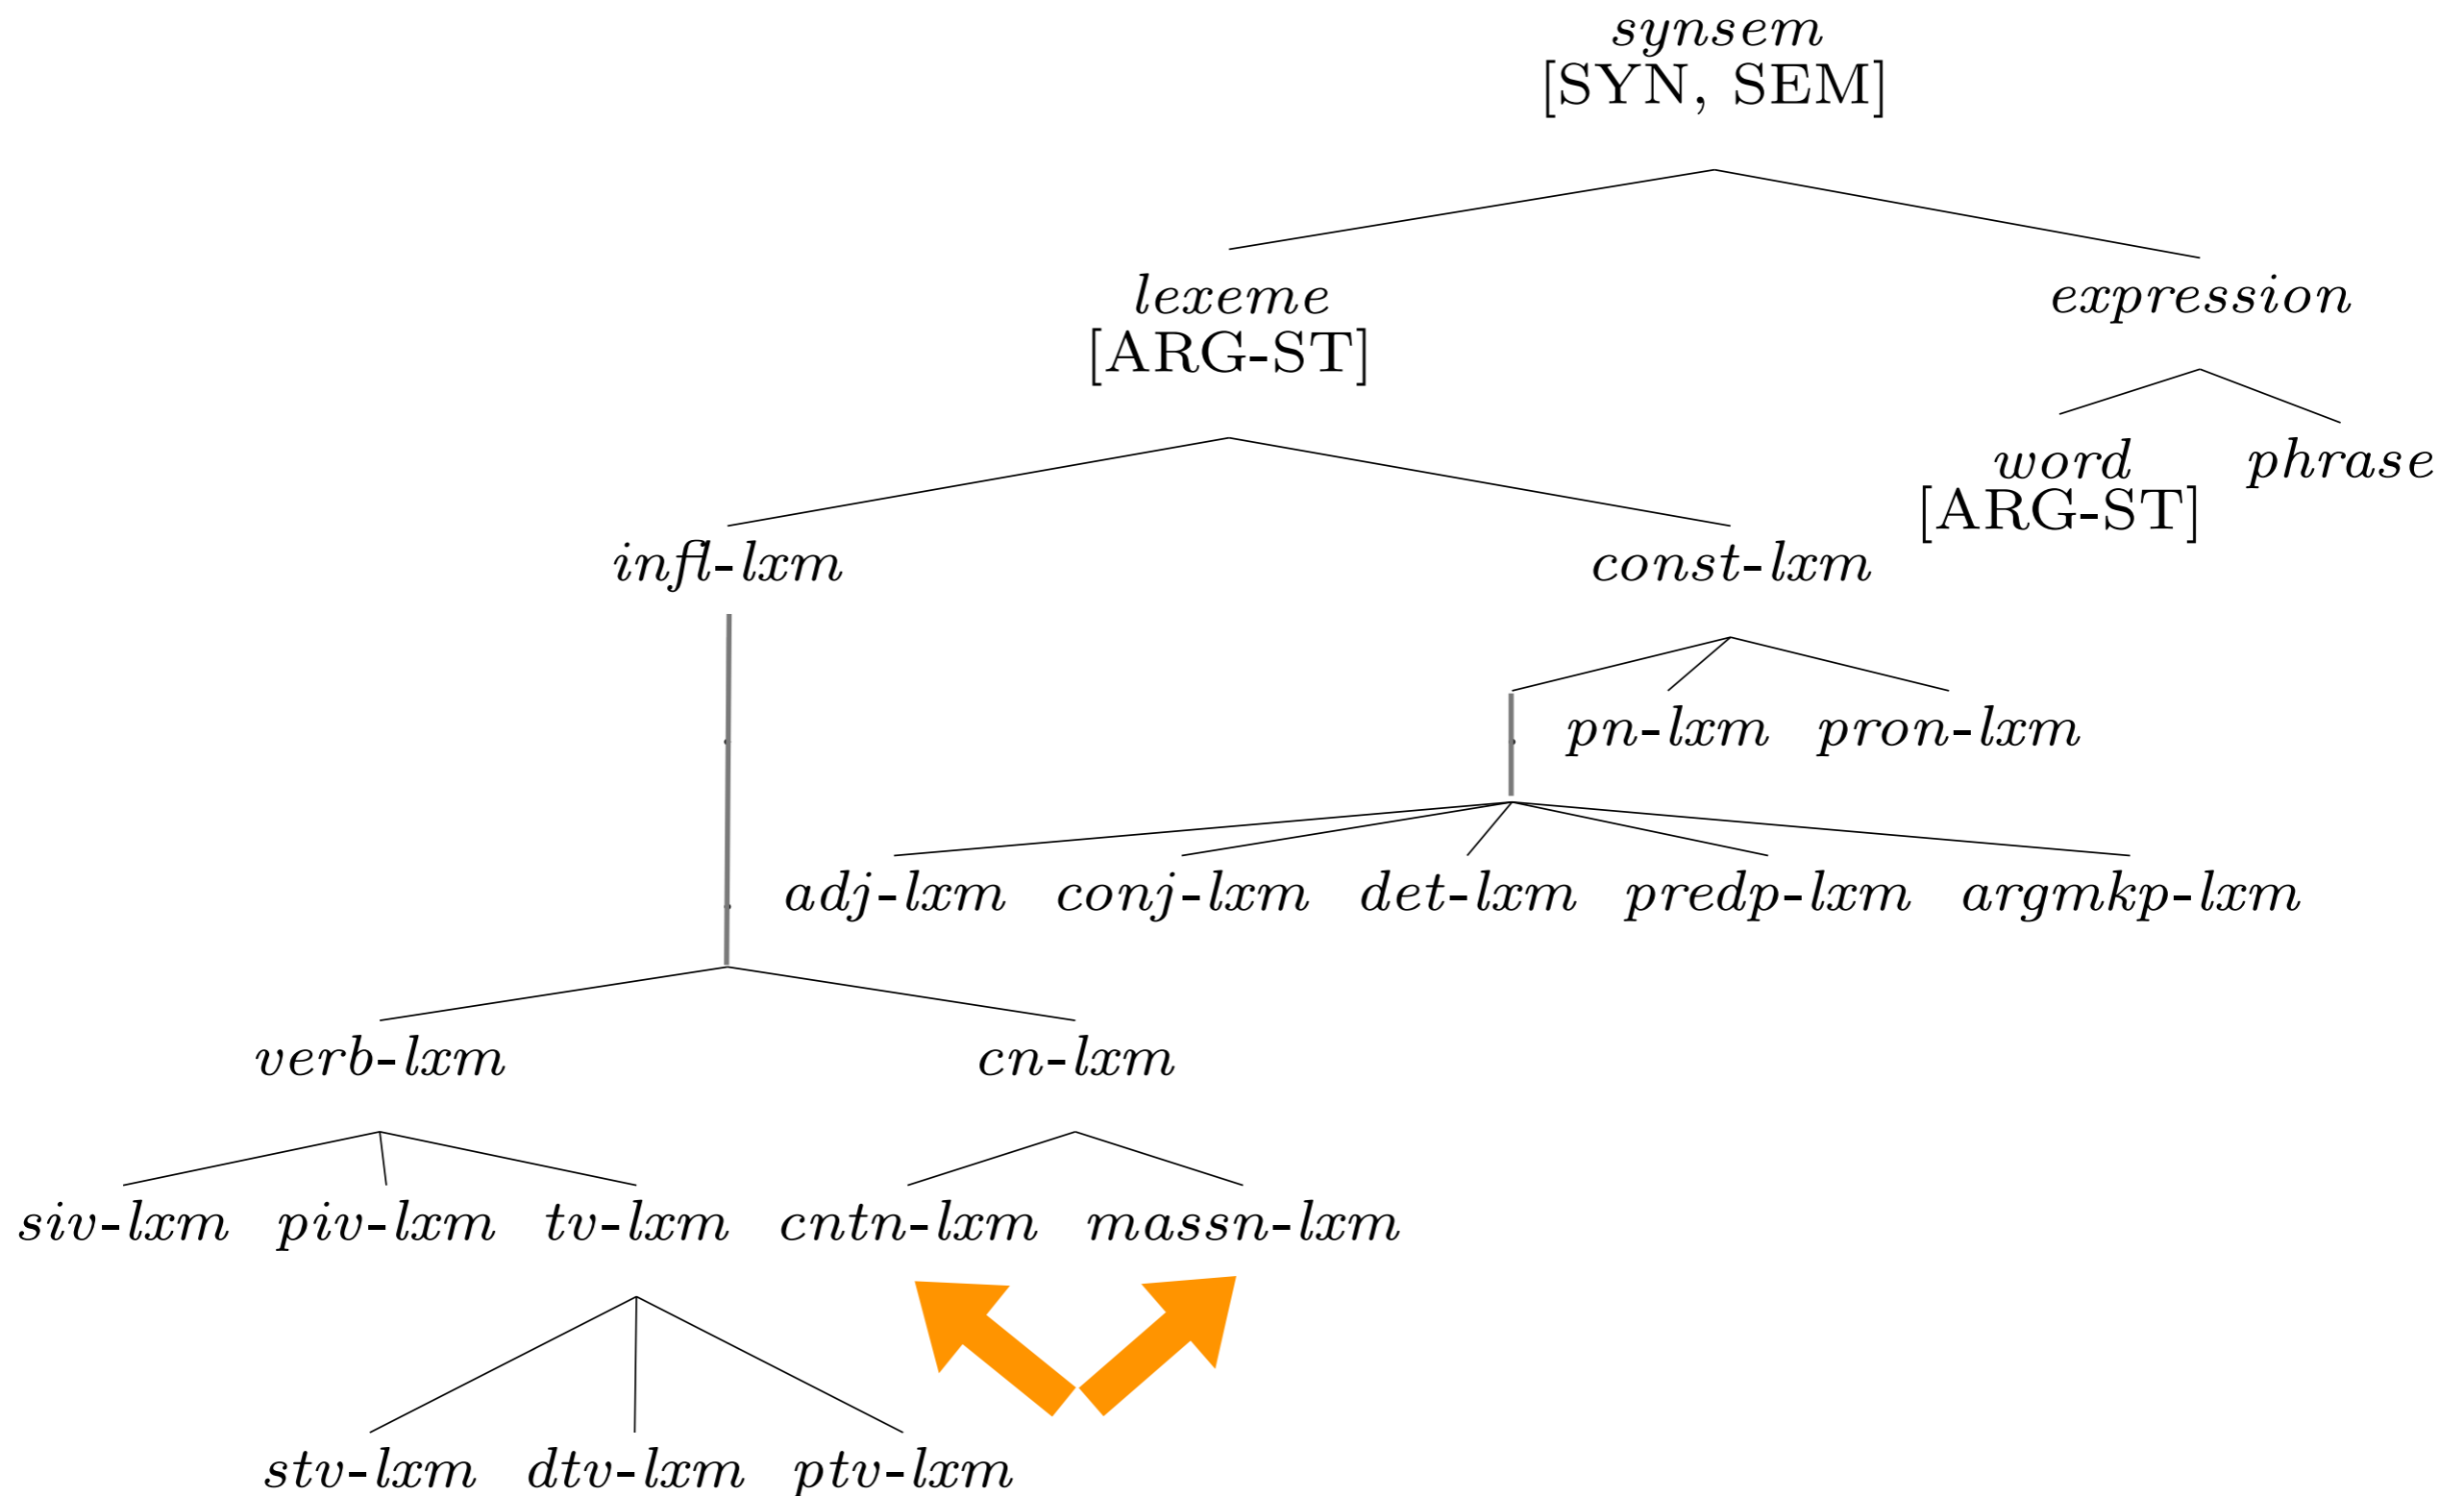 synsem
[SYN, SEM]
lexeme
[ARG-ST]
expression
word
[ARG-ST]
phrase
infl-lxm
const-lxm
pn-lxm
pron-lxm
adj-lxm
conj-lxm
det-lxm
predp-lxm
argmkp-lxm
verb-lxm
cn-lxm
siv-lxm
piv-lxm
tv-lxm
cntn-lxm
massn-lxm
stv-lxm
dtv-lxm
ptv-lxm